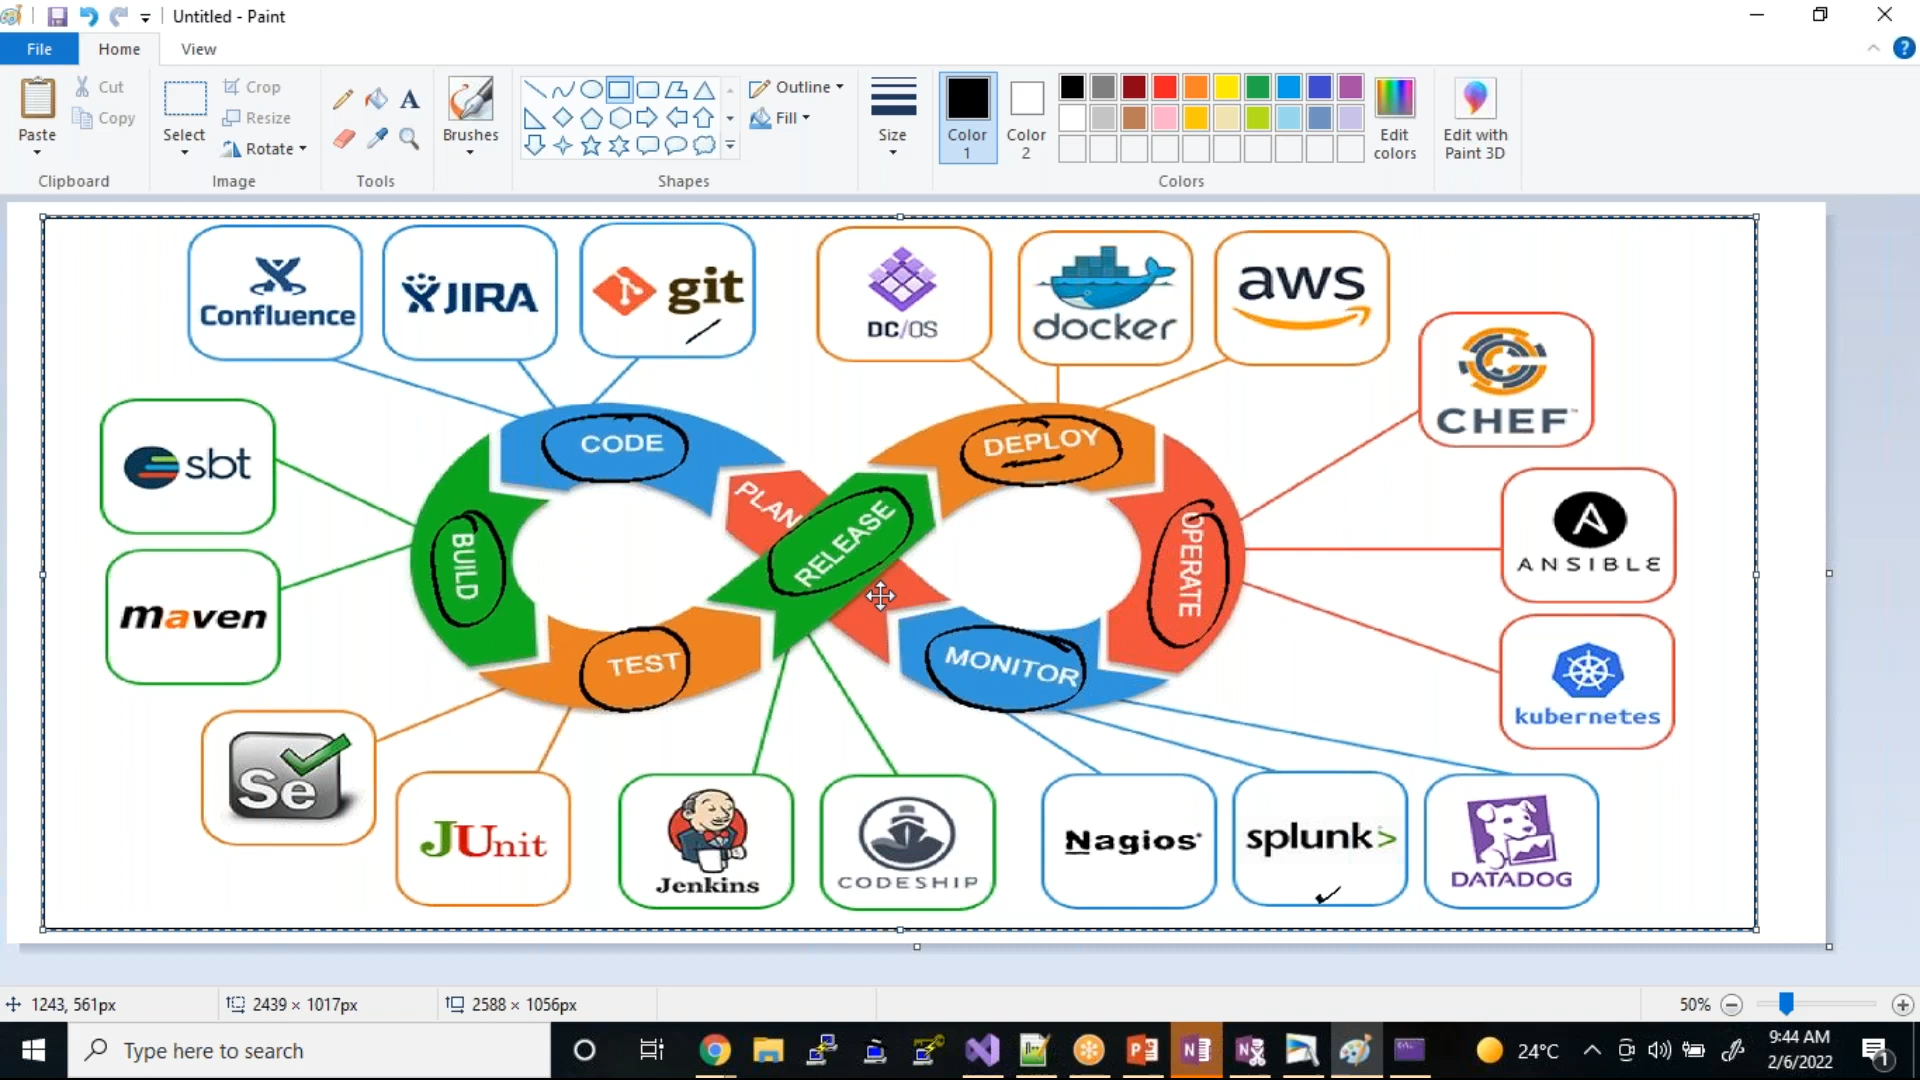 Untitled - Paint
File
Home
View
Paste
Cut
Copy
Clipboard
Select
Crop
Resize
Rotate
Image
A
Tools
Brushes
Outline
Fill
Shapes
Size
Color
1
Color
2
Edit
colors
Colors
Edit with
Paint 3D
Confluence
JIRA
git
DC/OS
docker
aws
CHEF
sbt
CODE
DEPLOY
PLAN
RELEASE
BUILD
OPERATE
ANSIBLE
maven
TEST
MONITOR
kubernetes
Se
JUnit
Jenkins
CODESHIP
Nagios
splunk>
DATADOG
1243, 561px
2439 × 1017px
2588 × 1056px
50%
Type here to search
24°C
9:44 AM
2/6/2022
1